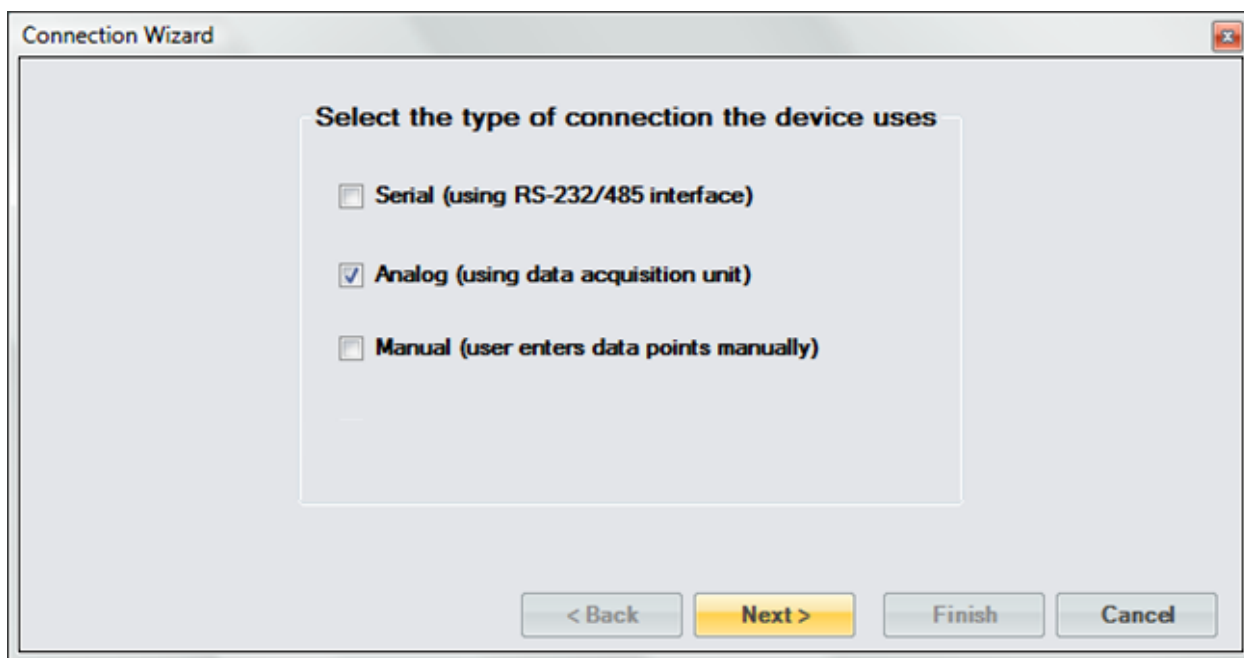 Connection Wizard
Select the type of connection the device uses
Serial (using RS-232/485 interface)
Analog (using data acquisition unit)
Manual (user enters data points manually)
< Back Next > Finish Cancel